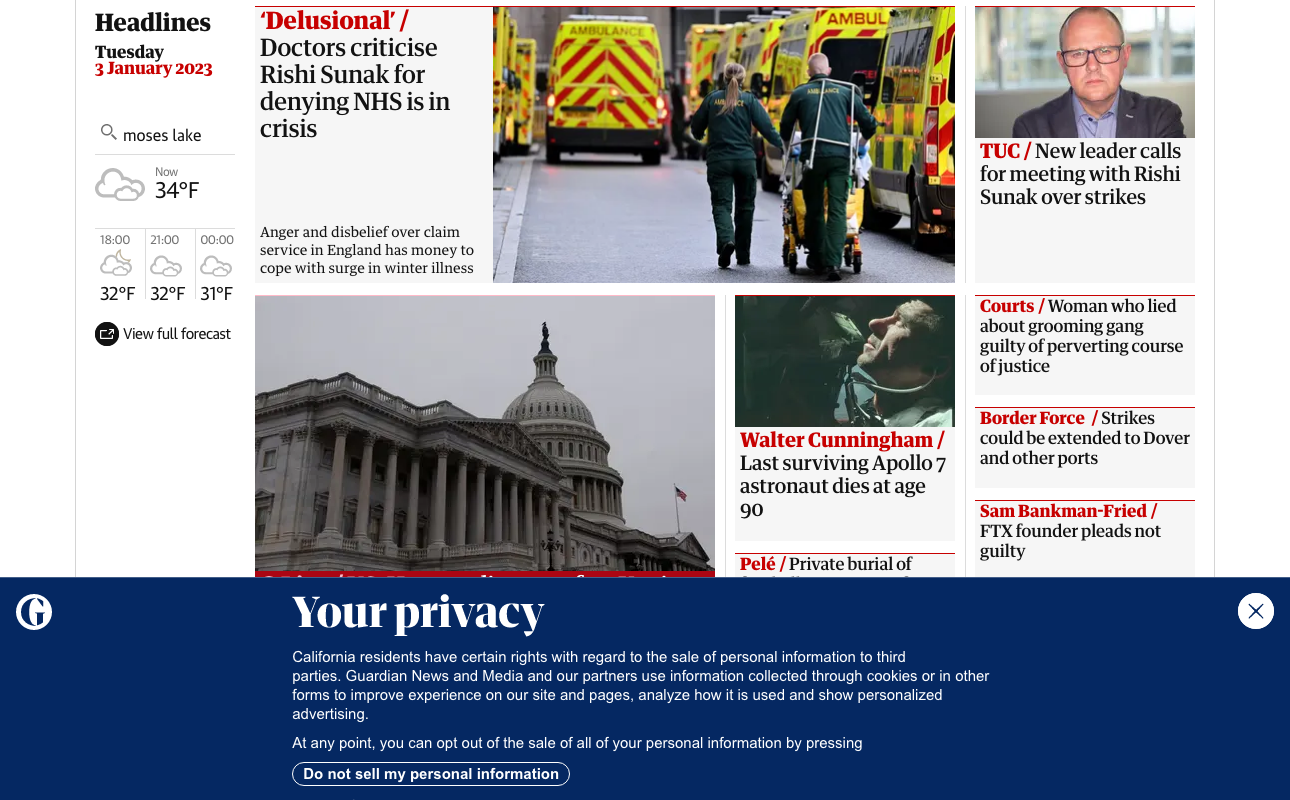 Headlines
Tuesday
3 January 2023
moses lake
Now
34°F
18:00 21:00 00:00
32°F 32°F 31°F
View full forecast
‘Delusional’ /
Doctors criticise
Rishi Sunak for
denying NHS is in
crisis
Anger and disbelief over claim
service in England has money to
cope with surge in winter illness
AMBULANCE
AMBUL
AMBULANCE
AMBULANCE
TUC / New leader calls
for meeting with Rishi
Sunak over strikes
Walter Cunningham /
Last surviving Apollo 7
astronaut dies at age
90
Pelé / Private burial of
Courts / Woman who lied
about grooming gang
guilty of perverting course
of justice
Border Force / Strikes
could be extended to Dover
and other ports
Sam Bankman-Fried /
FTX founder pleads not
guilty
G
Your privacy
California residents have certain rights with regard to the sale of personal information to third
parties. Guardian News and Media and our partners use information collected through cookies or in other
forms to improve experience on our site and pages, analyze how it is used and show personalized
advertising.
At any point, you can opt out of the sale of all of your personal information by pressing
Do not sell my personal information